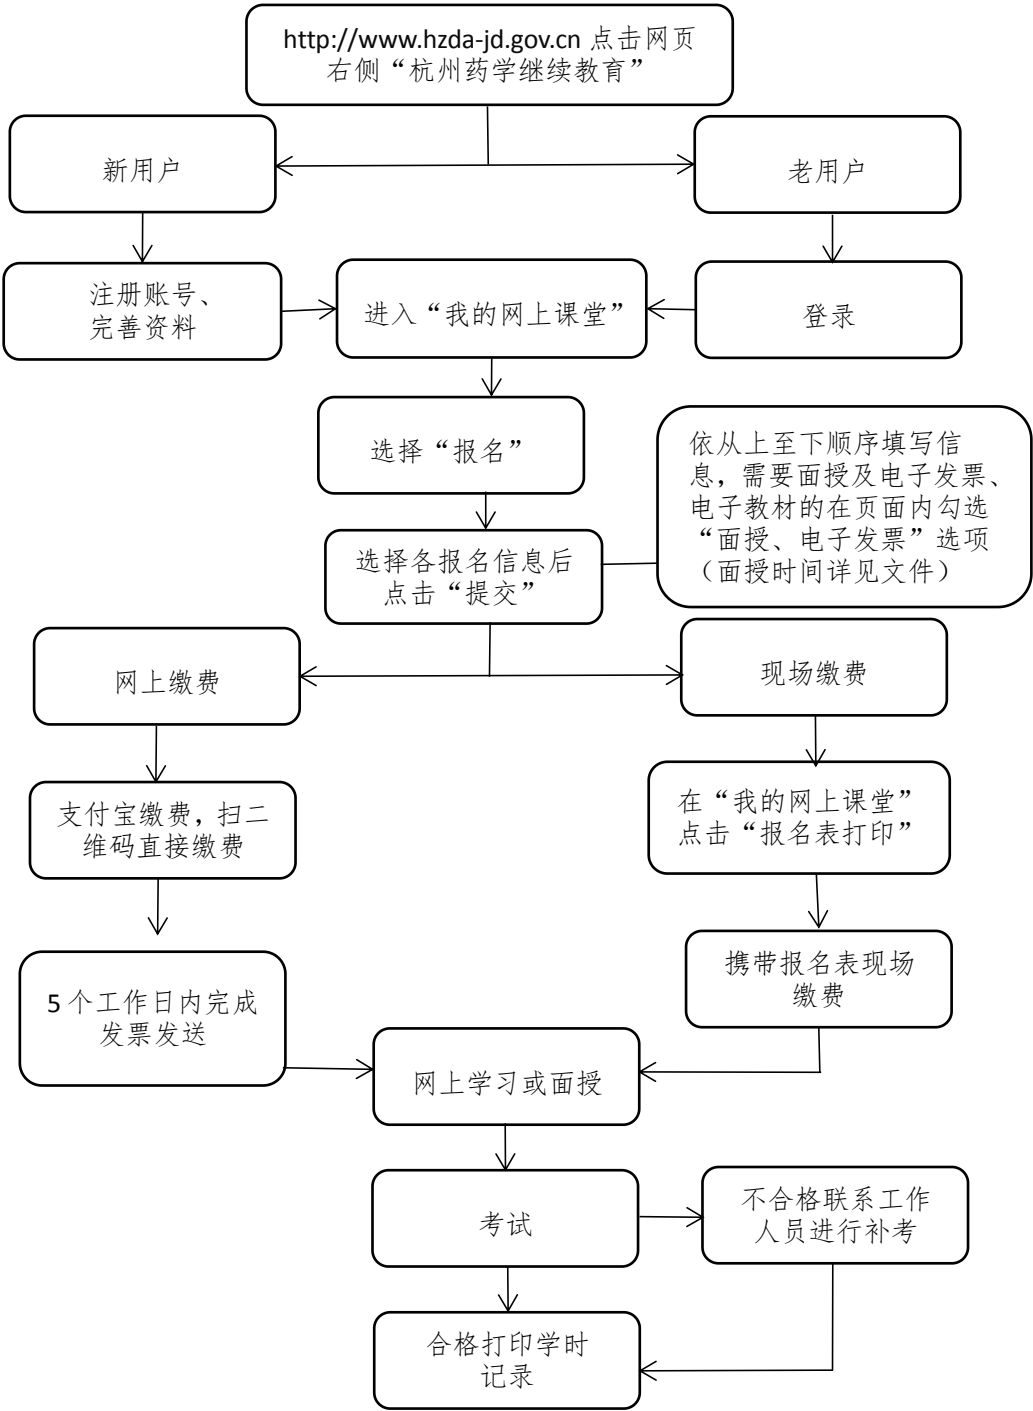 http://www.hzda-jd.gov.cn 点击网页
右侧“杭州药学继续教育”
新用户
老用户
注册账号、
完善资料
进入“我的网上课堂”
登录
选择“报名”
依从上至下顺序填写信
息，需要面授及电子发票、
电子教材的在页面内勾选
“面授、电子发票”选项
（面授时间详见文件）
选择各报名信息后
点击“提交”
网上缴费
现场缴费
支付宝缴费，扫二
维码直接缴费
在“我的网上课堂”
点击“报名表打印”
5个工作日内完成
发票发送
携带报名表现场
缴费
网上学习或面授
考试
不合格联系工作
人员进行补考
合格打印学时
记录